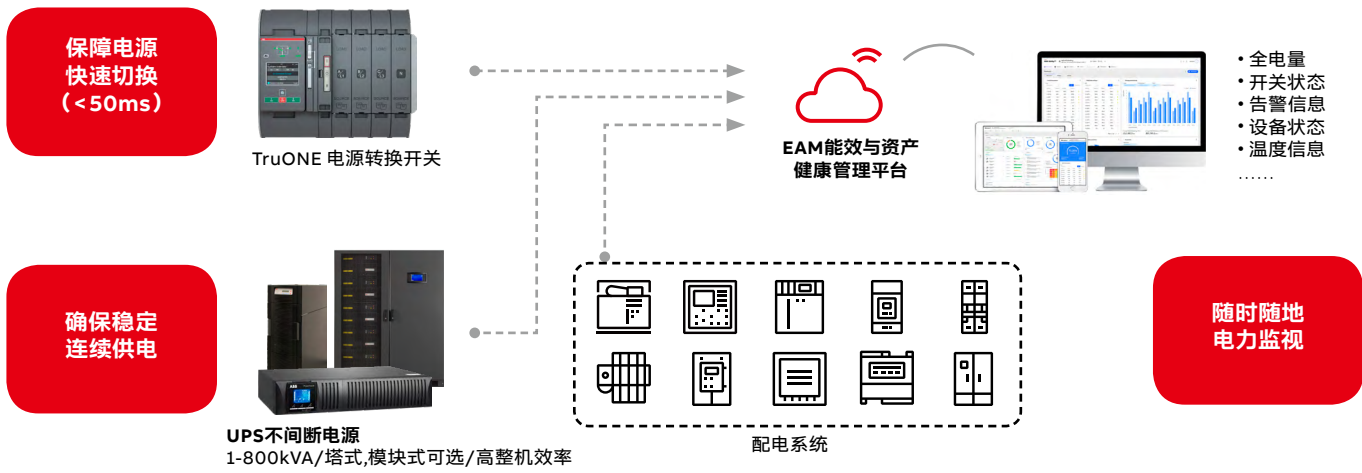 保障电源
快速切换
（<50ms）
TruONE 电源转换开关
EAM能效与资产
健康管理平台
• 全电量
• 开关状态
• 告警信息
• 设备状态
• 温度信息
……
确保稳定
连续供电
UPS不间断电源
1-800kVA/塔式,模块式可选/高整机效率
配电系统
随时随地
电力监视